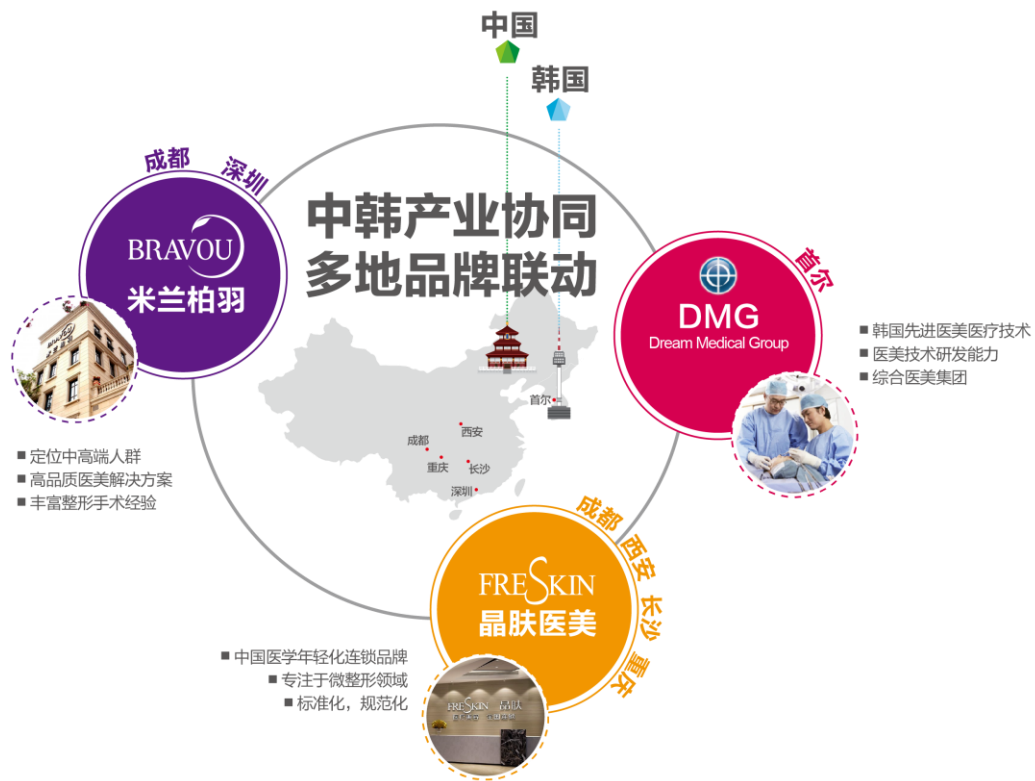 中国
韩国
中韩产业协同
多地品牌联动
成都 深圳
BRAVOU
米兰柏羽
BRAVOU
定位中高端人群
高品质医美解决方案
丰富整形手术经验
首尔
DMG
Dream Medical Group
韩国先进医美医疗技术
医美技术研发能力
综合医美集团
首尔
西安
成都
重庆
长沙
深圳
成都 西安 长沙 重庆
FRESKIN
晶肤医美
中国医学年轻化连锁品牌
专注于微整形领域
标准化，规范化
FRESKIN 晶肤